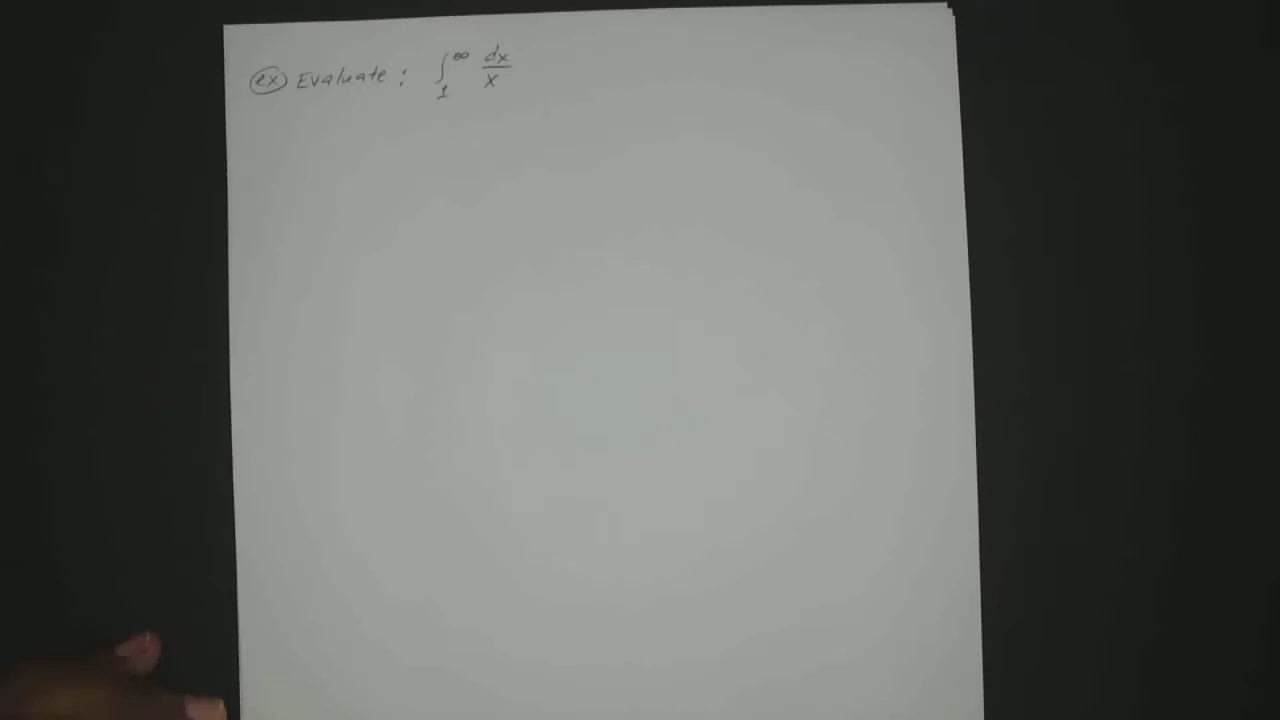 (ex) Evaluate: ∫₁^∞ dx/x